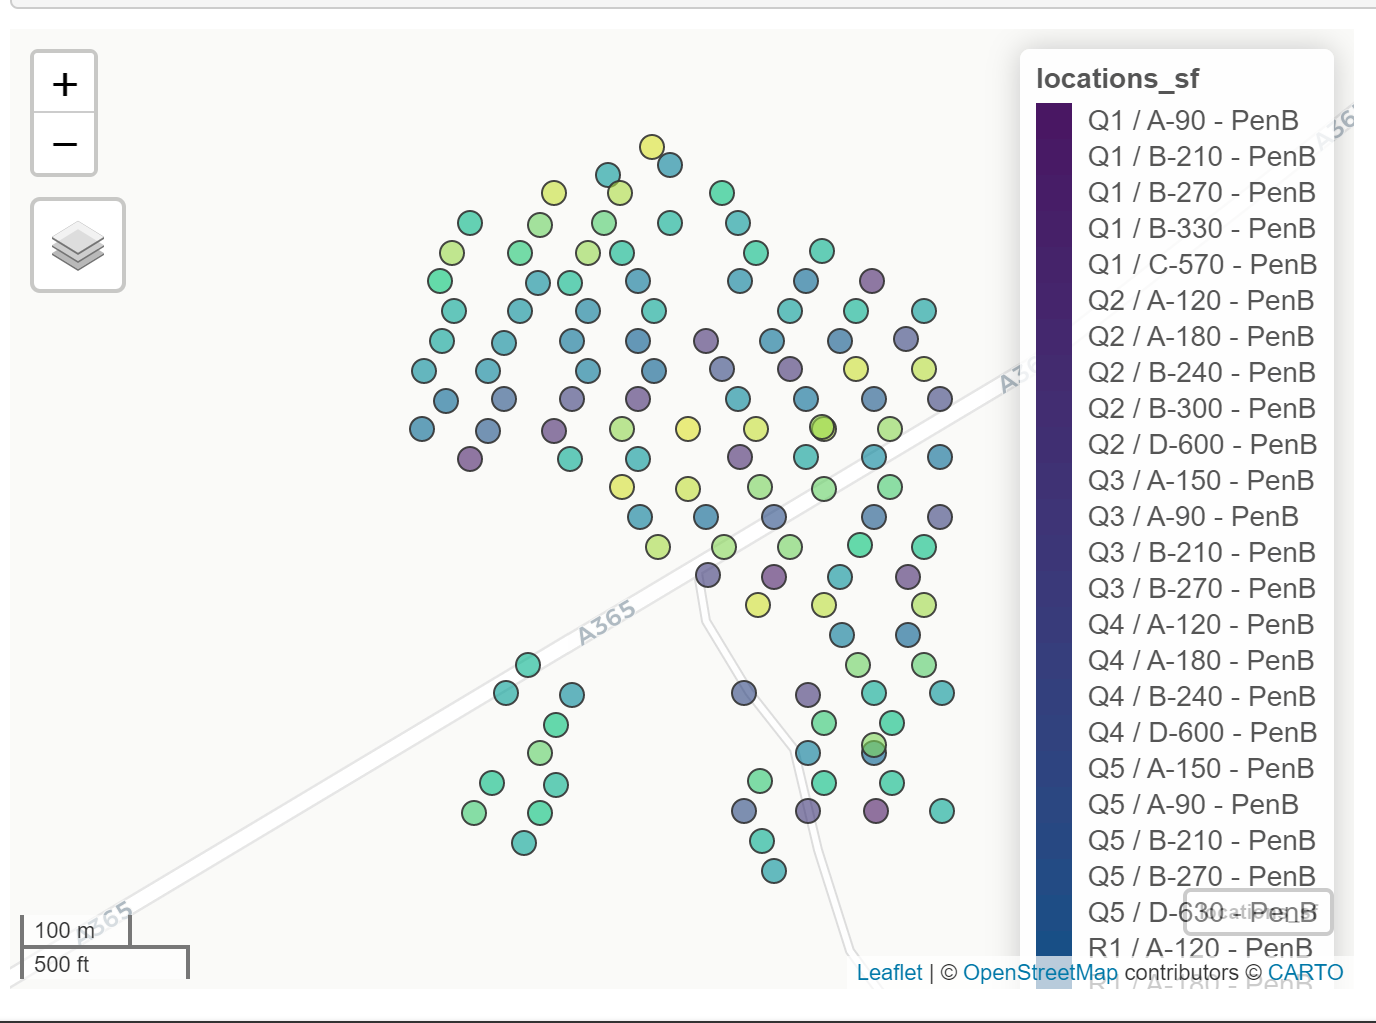 +
−
locations_sf
Q1 / A-90 - PenB
Q1 / B-210 - PenB
Q1 / B-270 - PenB
Q1 / B-330 - PenB
Q1 / C-570 - PenB
Q2 / A-120 - PenB
Q2 / A-180 - PenB
Q2 / B-240 - PenB
Q2 / B-300 - PenB
Q2 / D-600 - PenB
Q3 / A-150 - PenB
Q3 / A-90 - PenB
Q3 / B-210 - PenB
Q3 / B-270 - PenB
Q4 / A-120 - PenB
Q4 / A-180 - PenB
Q4 / B-240 - PenB
Q4 / D-600 - PenB
Q5 / A-150 - PenB
Q5 / A-90 - PenB
Q5 / B-210 - PenB
Q5 / B-270 - PenB
Q5 / D-630 - PenB
locations_sf
R1 / A-120 - PenB
R1 / A-180 - PenB
A36
A36
A365
A365
100 m
500 ft
Leaflet | © OpenStreetMap contributors © CARTO